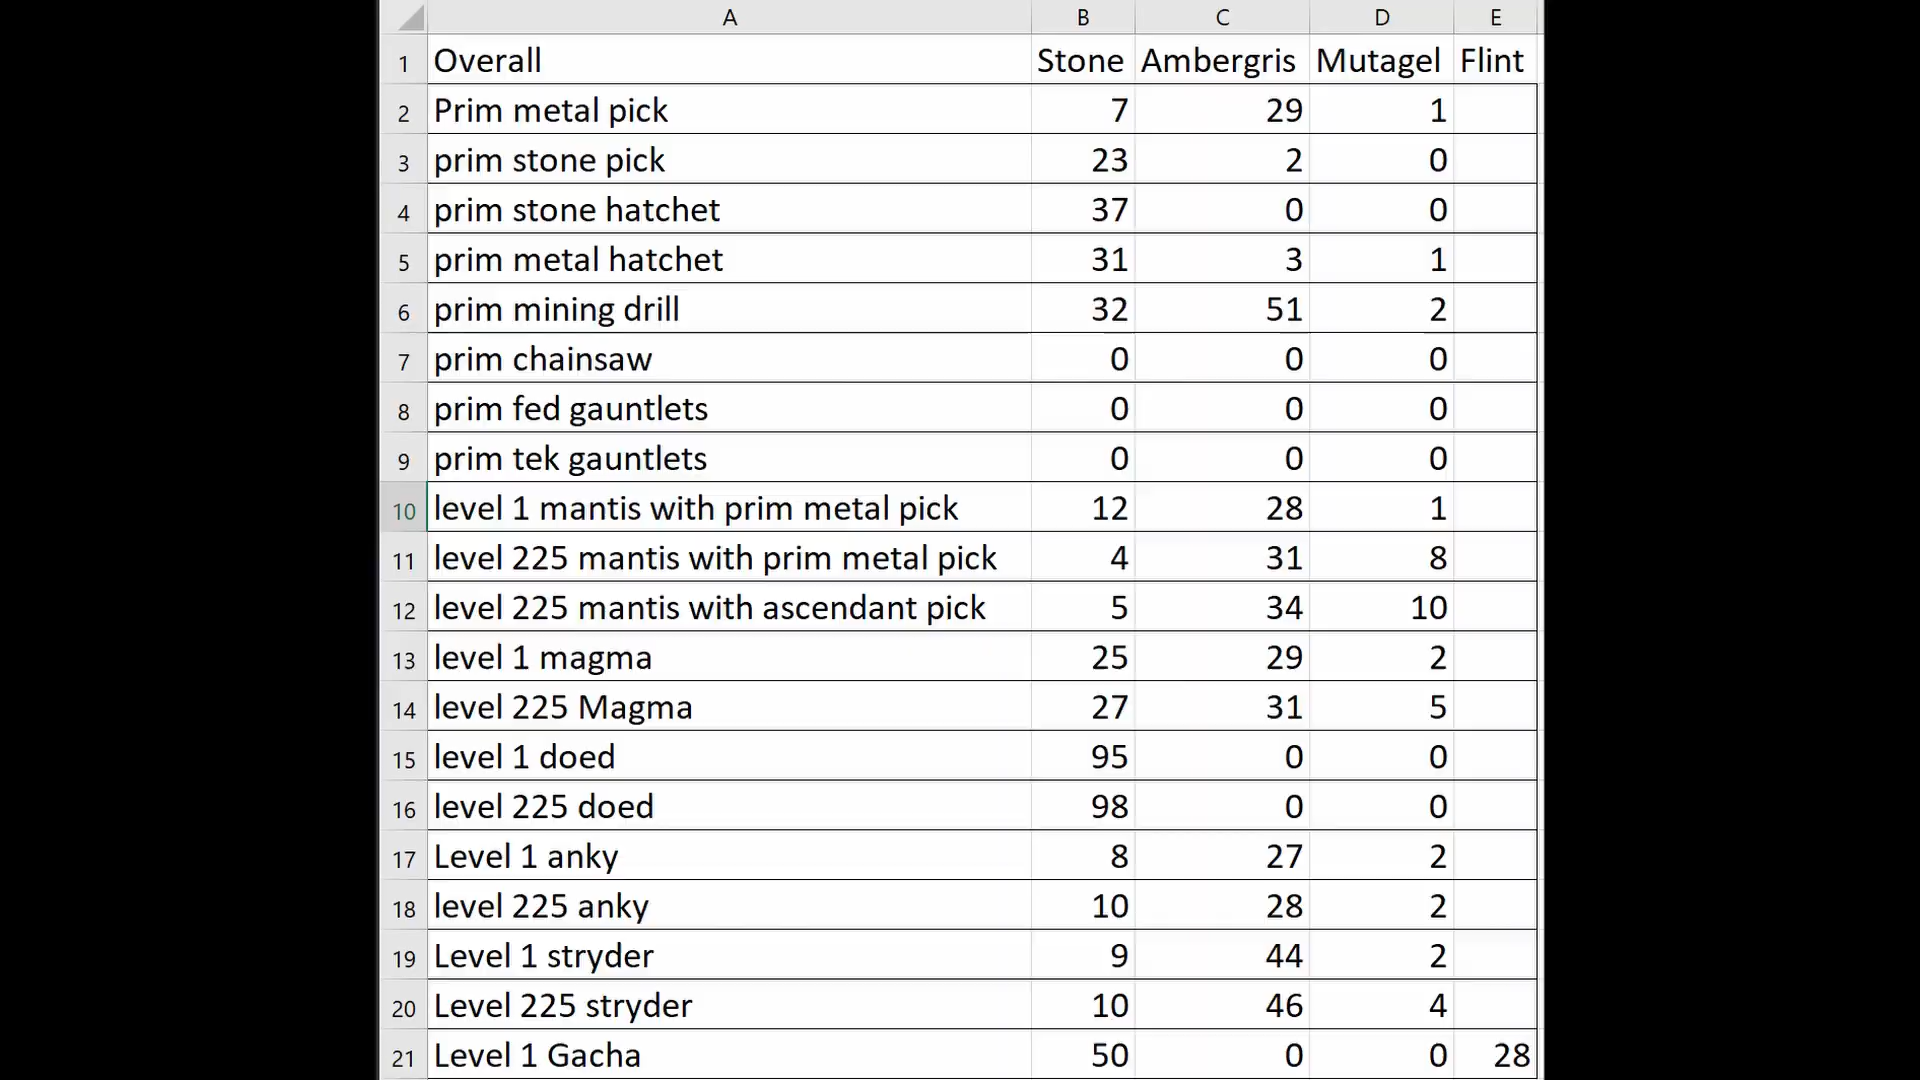 A B C D E
1 Overall Stone Ambergris Mutagel Flint
2 Prim metal pick 7 29 1
3 prim stone pick 23 2 0
4 prim stone hatchet 37 0 0
5 prim metal hatchet 31 3 1
6 prim mining drill 32 51 2
7 prim chainsaw 0 0 0
8 prim fed gauntlets 0 0 0
9 prim tek gauntlets 0 0 0
10 level 1 mantis with prim metal pick 12 28 1
11 level 225 mantis with prim metal pick 4 31 8
12 level 225 mantis with ascendant pick 5 34 10
13 level 1 magma 25 29 2
14 level 225 Magma 27 31 5
15 level 1 doed 95 0 0
16 level 225 doed 98 0 0
17 Level 1 anky 8 27 2
18 level 225 anky 10 28 2
19 Level 1 stryder 9 44 2
20 Level 225 stryder 10 46 4
21 Level 1 Gacha 50 0 0 28